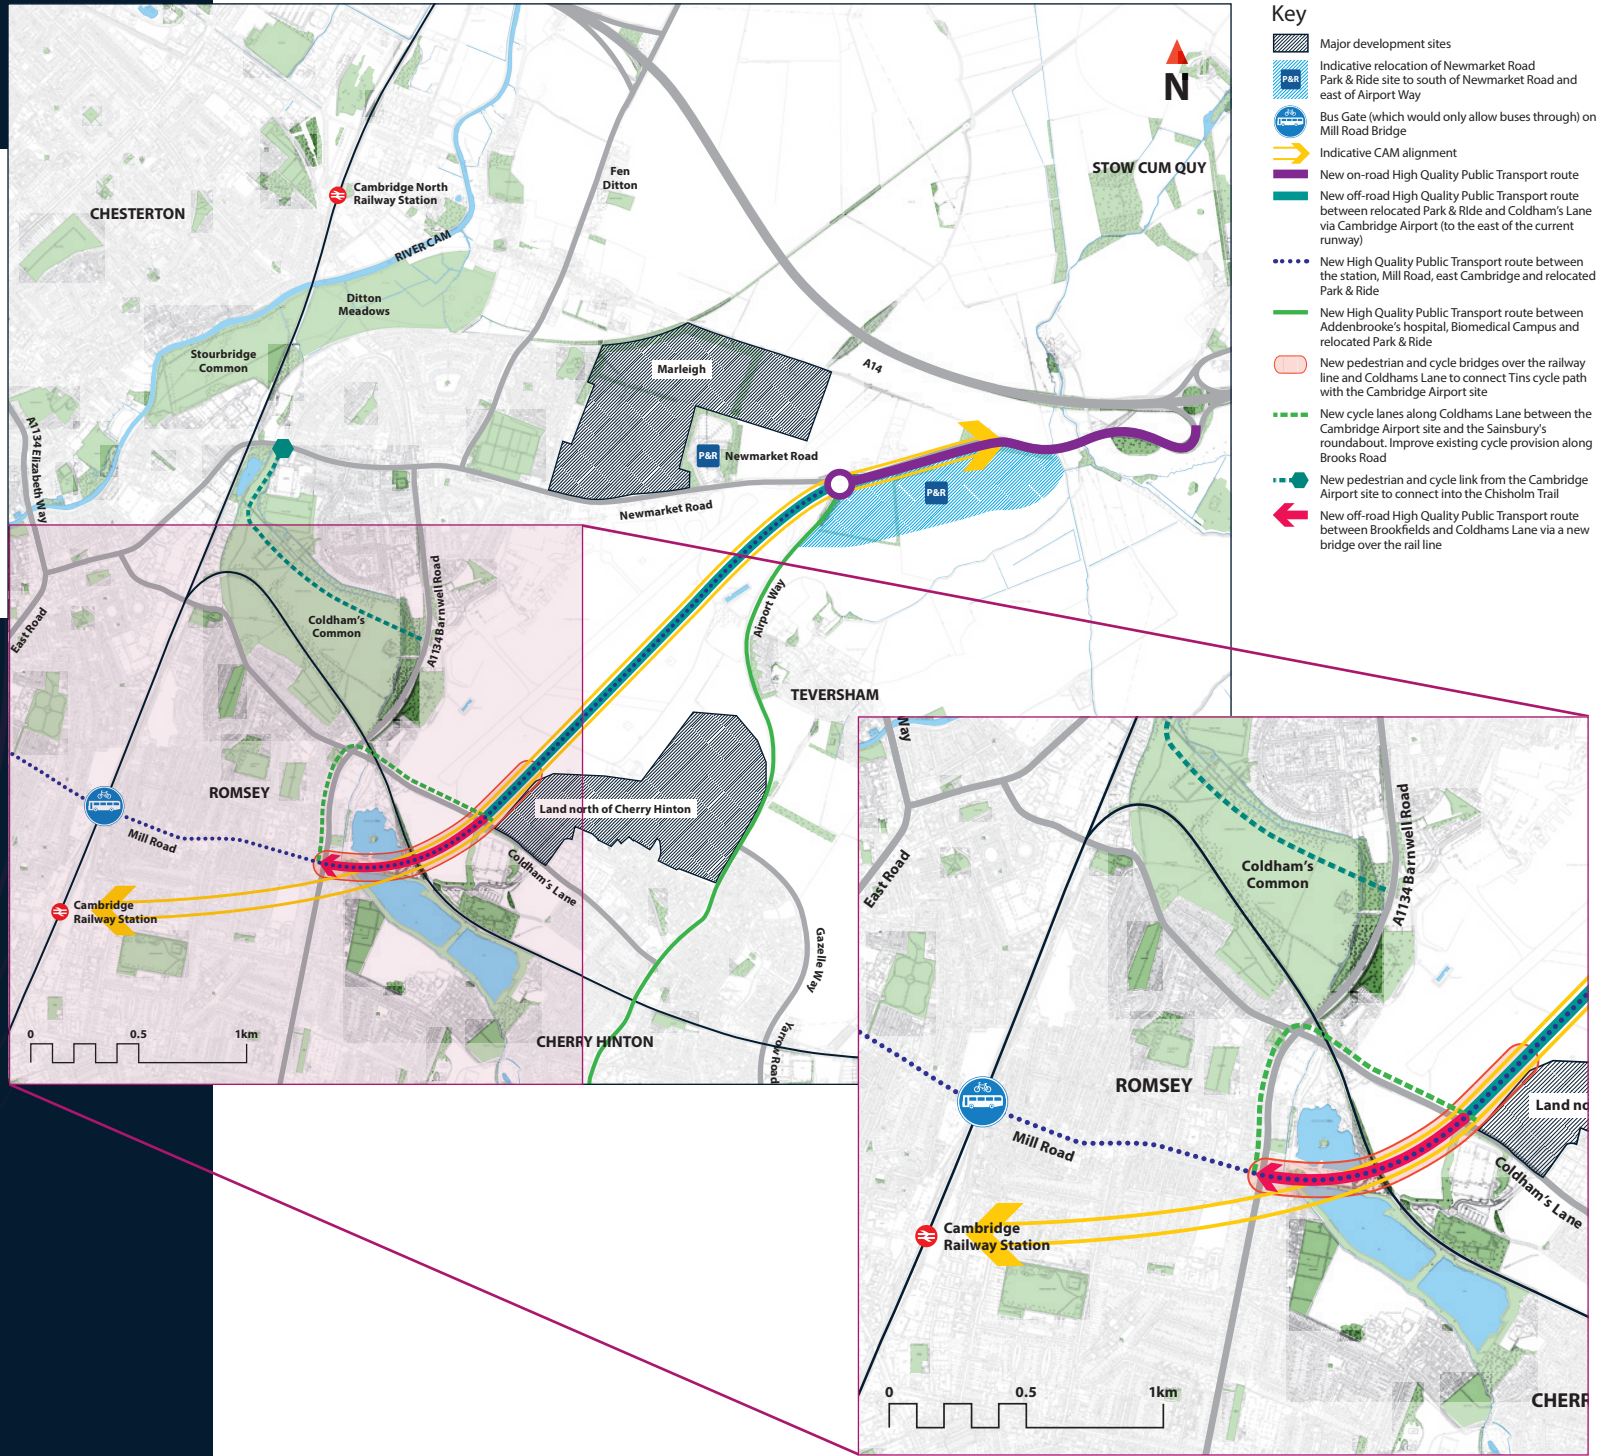 Key
Major development sites
P&R
Indicative relocation of Newmarket Road
Park & Ride site to south of Newmarket Road and
east of Airport Way
Bus Gate (which would only allow buses through) on
Mill Road Bridge
Indicative CAM alignment
New on-road High Quality Public Transport route
New off-road High Quality Public Transport route
between relocated Park & RIde and Coldham's Lane
via Cambridge Airport (to the east of the current
runway)
New High Quality Public Transport route between
the station, Mill Road, east Cambridge and relocated
Park & Ride
New High Quality Public Transport route between
Addenbrooke's hospital, Biomedical Campus and
relocated Park & Ride
New pedestrian and cycle bridges over the railway
line and Coldhams Lane to connect Tins cycle path
with the Cambridge Airport site
New cycle lanes along Coldhams Lane between the
Cambridge Airport site and the Sainsbury's
roundabout. Improve existing cycle provision along
Brooks Road
New pedestrian and cycle link from the Cambridge
Airport site to connect into the Chisholm Trail
New off-road High Quality Public Transport route
between Brookfields and Coldhams Lane via a new
bridge over the rail line
N
STOW CUM QUY
Fen
Ditton
Cambridge North
Railway Station
CHESTERTON
RIVER CAM
Ditton
Meadows
Stourbridge
Common
Marleigh
A14
A1134 Elizabeth Way
P&R
Newmarket Road
P&R
Newmarket Road
East Road
Coldham's
Common
A1134 Barnwell Road
Airport Way
TEVERSHAM
ROMSEY
Land north of Cherry Hinton
Mill Road
Coldham's Lane
Cambridge
Railway Station
Gazelle Way
Yarrow Road
CHERRY HINTON
0 0.5 1km
Way
East Road
Coldham's
Common
A1134 Barnwell Road
ROMSEY
Land no
Mill Road
Coldham's Lane
Cambridge
Railway Station
0 0.5 1km
CHERR